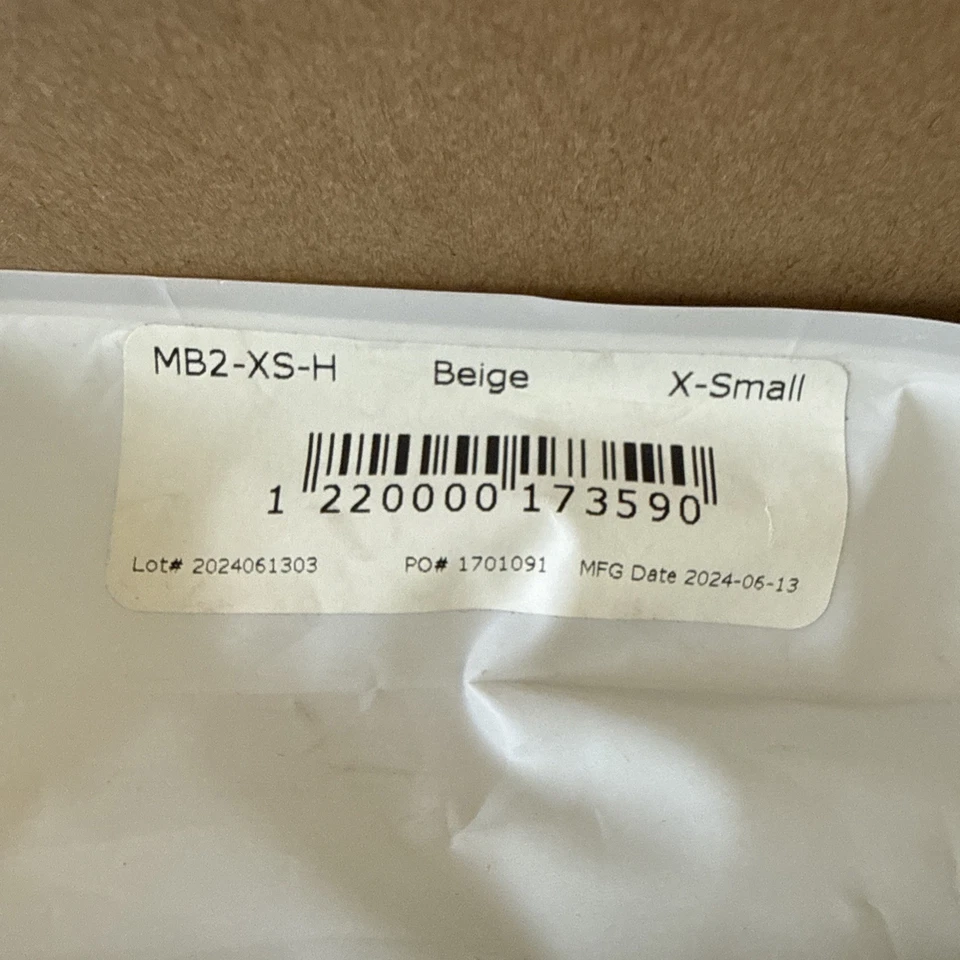 MB2-XS-H Beige X-Small
1 220000 173590
Lot# 2024061303 PO# 1701091 MFG Date 2024-06-13